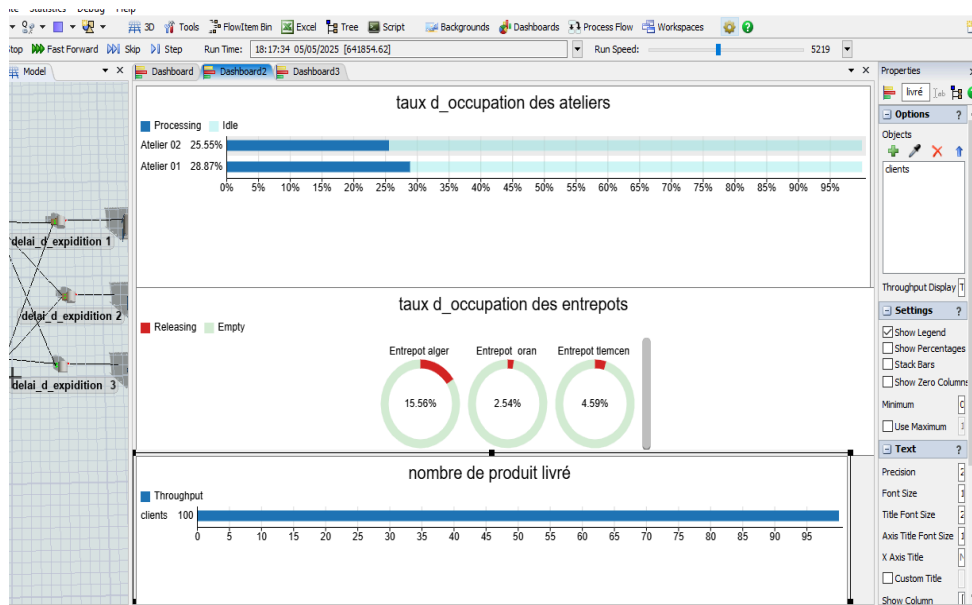 Statistics Debug Help
3D Tools FlowItem Bin Excel Tree Script Backgrounds Dashboards Process Flow Workspaces
Stop Fast Forward Skip Step Run Time: 18:17:34 05/05/2025 [641854.62] Run Speed: 5219
Model
Dashboard Dashboard2 Dashboard3
Properties
livré
Options ?
Objects
clients
Throughput Display
Settings ?
Show Legend
Show Percentages
Stack Bars
Show Zero Columns
Minimum
Use Maximum
Text ?
Precision
Font Size
Title Font Size
Axis Title Font Size
X Axis Title
Custom Title
Show Column
taux d_occupation des ateliers
Processing Idle
Atelier 02 25.55%
Atelier 01 28.87%
0% 5% 10% 15% 20% 25% 30% 35% 40% 45% 50% 55% 60% 65% 70% 75% 80% 85% 90% 95%
delai_d_expidition 1
delai_d_expidition 2
delai_d_expidition 3
taux d_occupation des entrepots
Releasing Empty
Entrepot alger Entrepot oran Entrepot tlemcen
15.56% 2.54% 4.59%
nombre de produit livré
Throughput
clients 100
0 5 10 15 20 25 30 35 40 45 50 55 60 65 70 75 80 85 90 95